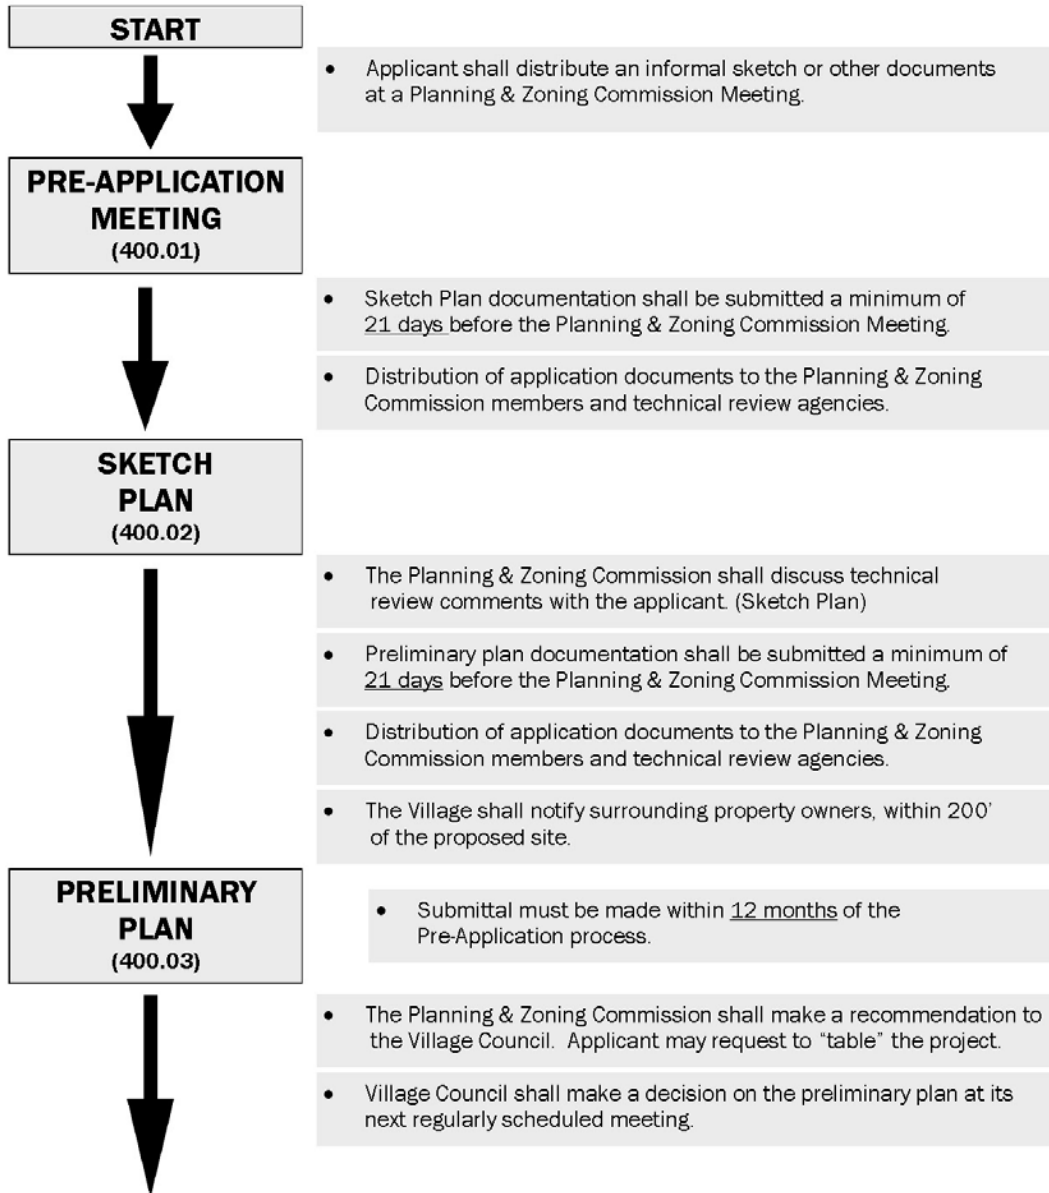 START
• Applicant shall distribute an informal sketch or other documents
at a Planning & Zoning Commission Meeting.
PRE-APPLICATION
MEETING
(400.01)
• Sketch Plan documentation shall be submitted a minimum of
21 days before the Planning & Zoning Commission Meeting.
• Distribution of application documents to the Planning & Zoning
Commission members and technical review agencies.
SKETCH
PLAN
(400.02)
• The Planning & Zoning Commission shall discuss technical
review comments with the applicant. (Sketch Plan)
• Preliminary plan documentation shall be submitted a minimum of
21 days before the Planning & Zoning Commission Meeting.
• Distribution of application documents to the Planning & Zoning
Commission members and technical review agencies.
• The Village shall notify surrounding property owners, within 200'
of the proposed site.
PRELIMINARY
PLAN
(400.03)
• Submittal must be made within 12 months of the
Pre-Application process.
• The Planning & Zoning Commission shall make a recommendation to
the Village Council. Applicant may request to “table” the project.
• Village Council shall make a decision on the preliminary plan at its
next regularly scheduled meeting.